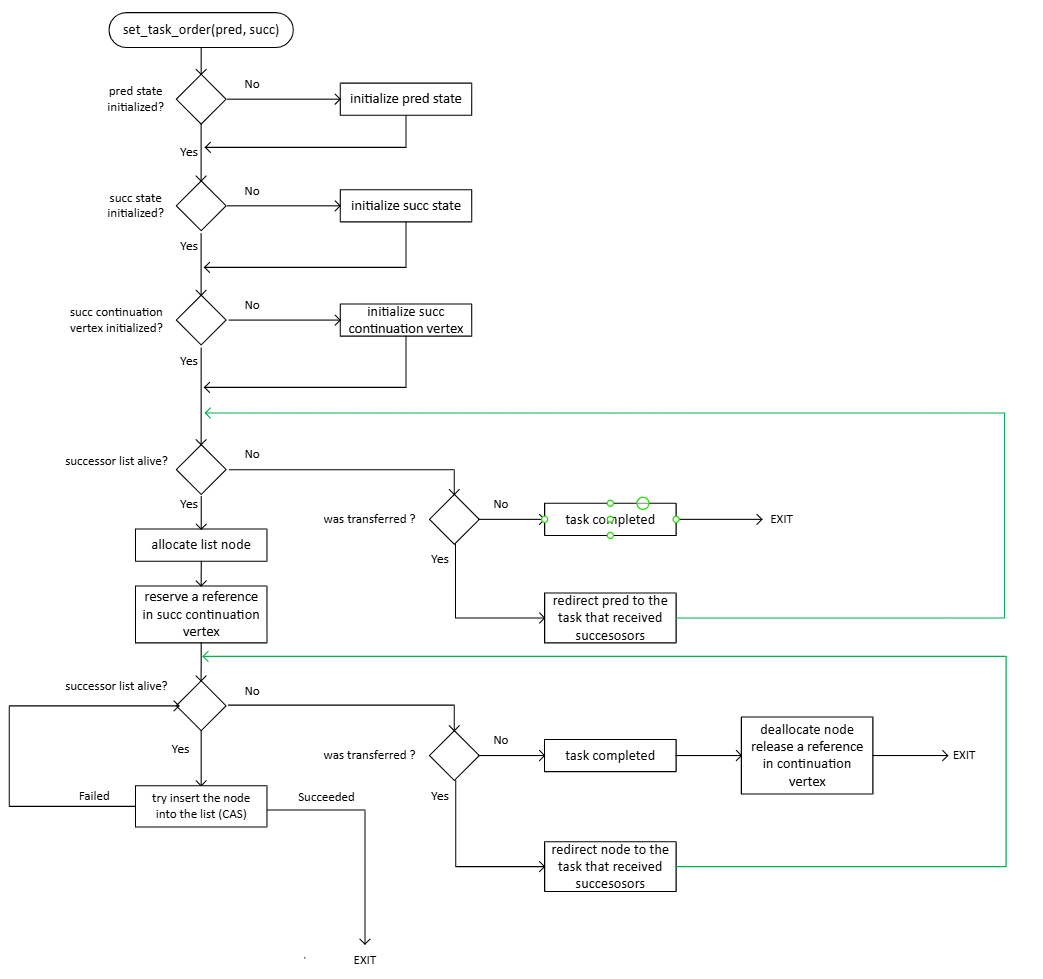 set_task_order(pred, succ)
No
pred state
initialized?
initialize pred state
Yes
No
succ state
initialized?
initialize succ state
Yes
No
succ continuation
vertex initialized?
initialize succ
continuation vertex
Yes
No
successor list alive?
Yes
No
was transferred ?
task completed
EXIT
allocate list node
Yes
reserve a reference
in succ continuation
vertex
redirect pred to the
task that received
succesosors
No
successor list alive?
Yes
No
was transferred ?
task completed
deallocate node
release a reference
in continuation
vertex
EXIT
Yes
Failed
try insert the node
into the list (CAS)
Succeeded
redirect node to the
task that received
succesosors
EXIT